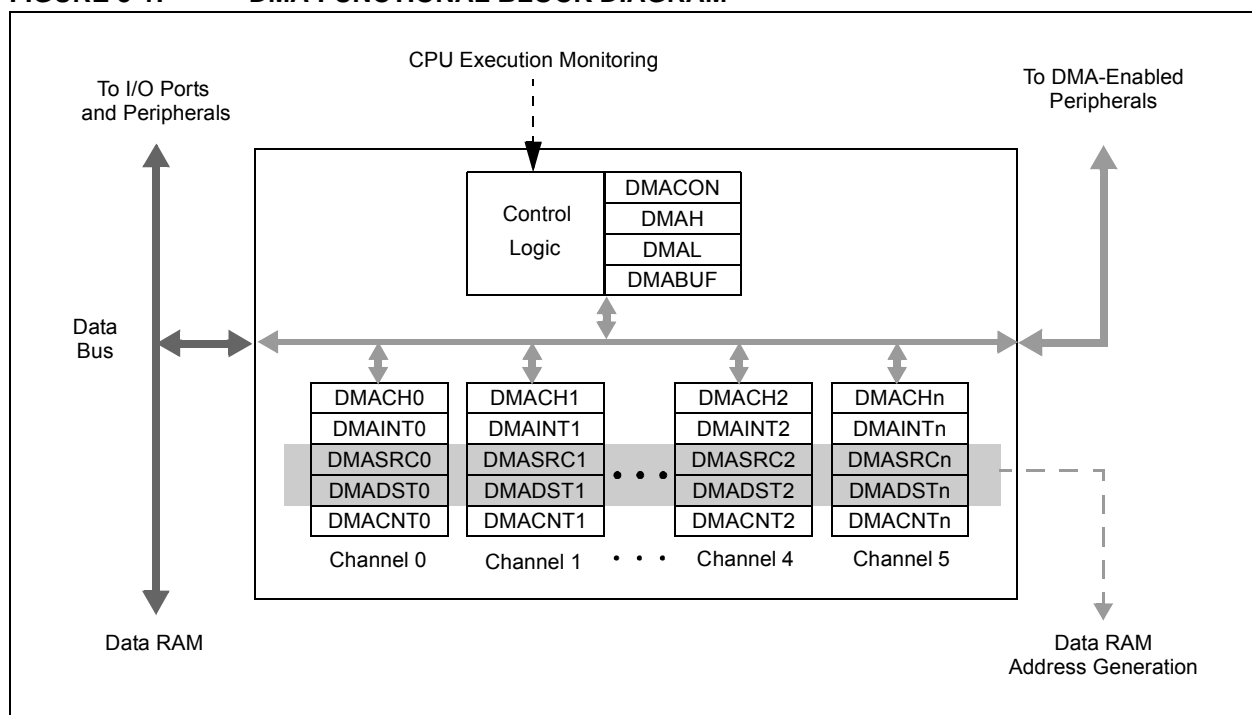 CPU Execution Monitoring
To I/O Ports
and Peripherals
To DMA-Enabled
Peripherals
Control
Logic
DMACON
DMAH
DMAL
DMABUF
Data
Bus
DMACH0
DMAINT0
DMASRC0
DMADST0
DMACNT0
Channel 0
DMACH1
DMAINT1
DMASRC1
DMADST1
DMACNT1
Channel 1
DMACH2
DMAINT2
DMASRC2
DMADST2
DMACNT2
Channel 4
DMACHn
DMAINTn
DMASRCn
DMADSTn
DMACNTn
Channel 5
Data RAM
Data RAM
Address Generation